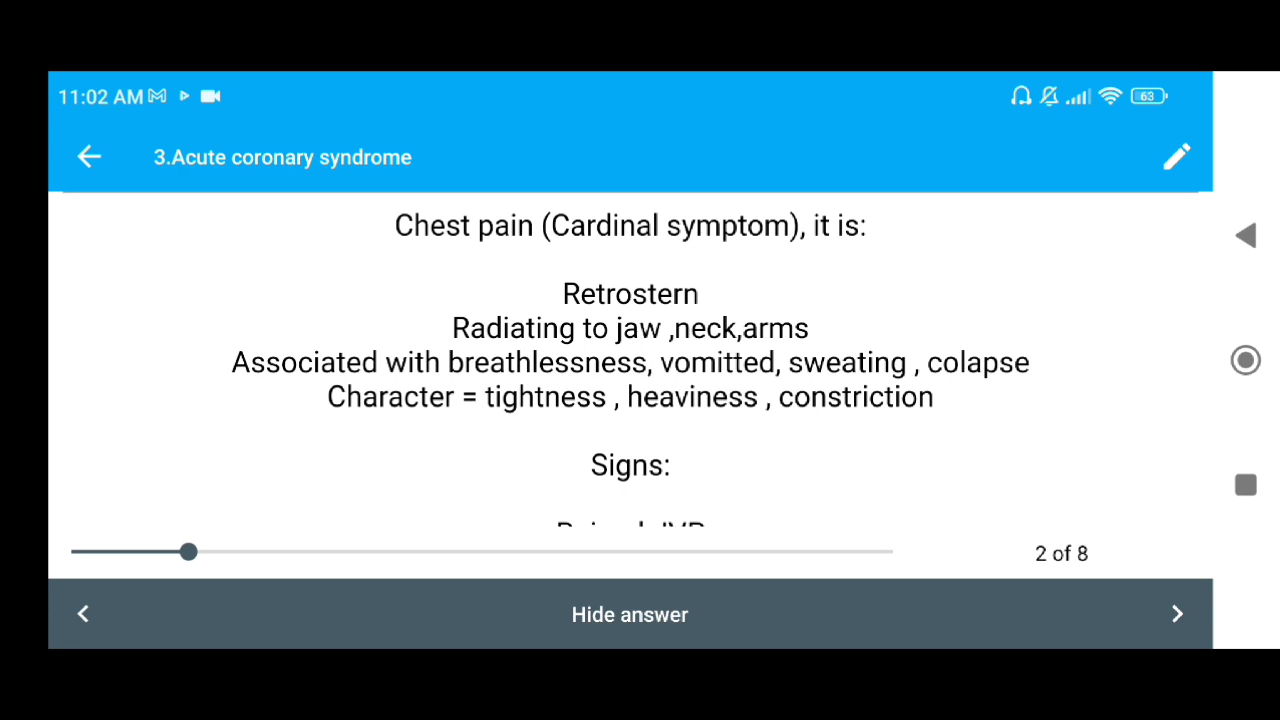 11:02 AM
63
3.Acute coronary syndrome
Chest pain (Cardinal symptom), it is:
Retrostern
Radiating to jaw ,neck,arms
Associated with breathlessness, vomitted, sweating , colapse
Character = tightness , heaviness , constriction
Signs:
2 of 8
Hide answer